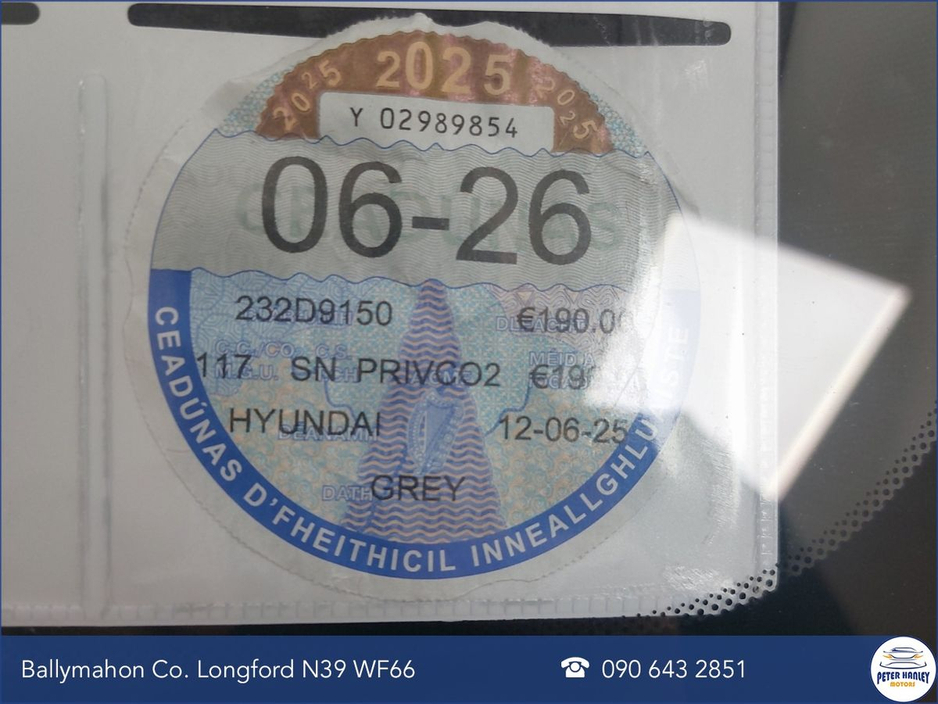 2025 2025 2025
Y 02989854
06-26
232D9150 €190.00
117 SN PRIVCO2
HYUNDAI 12-06-25
DATH GREY
CEADÚNAS D'FHEITHICIL INNEALLGHLUAISTE
Ballymahon Co. Longford N39 WF66 ☎ 090 643 2851
PETER HANLEY
MOTORS